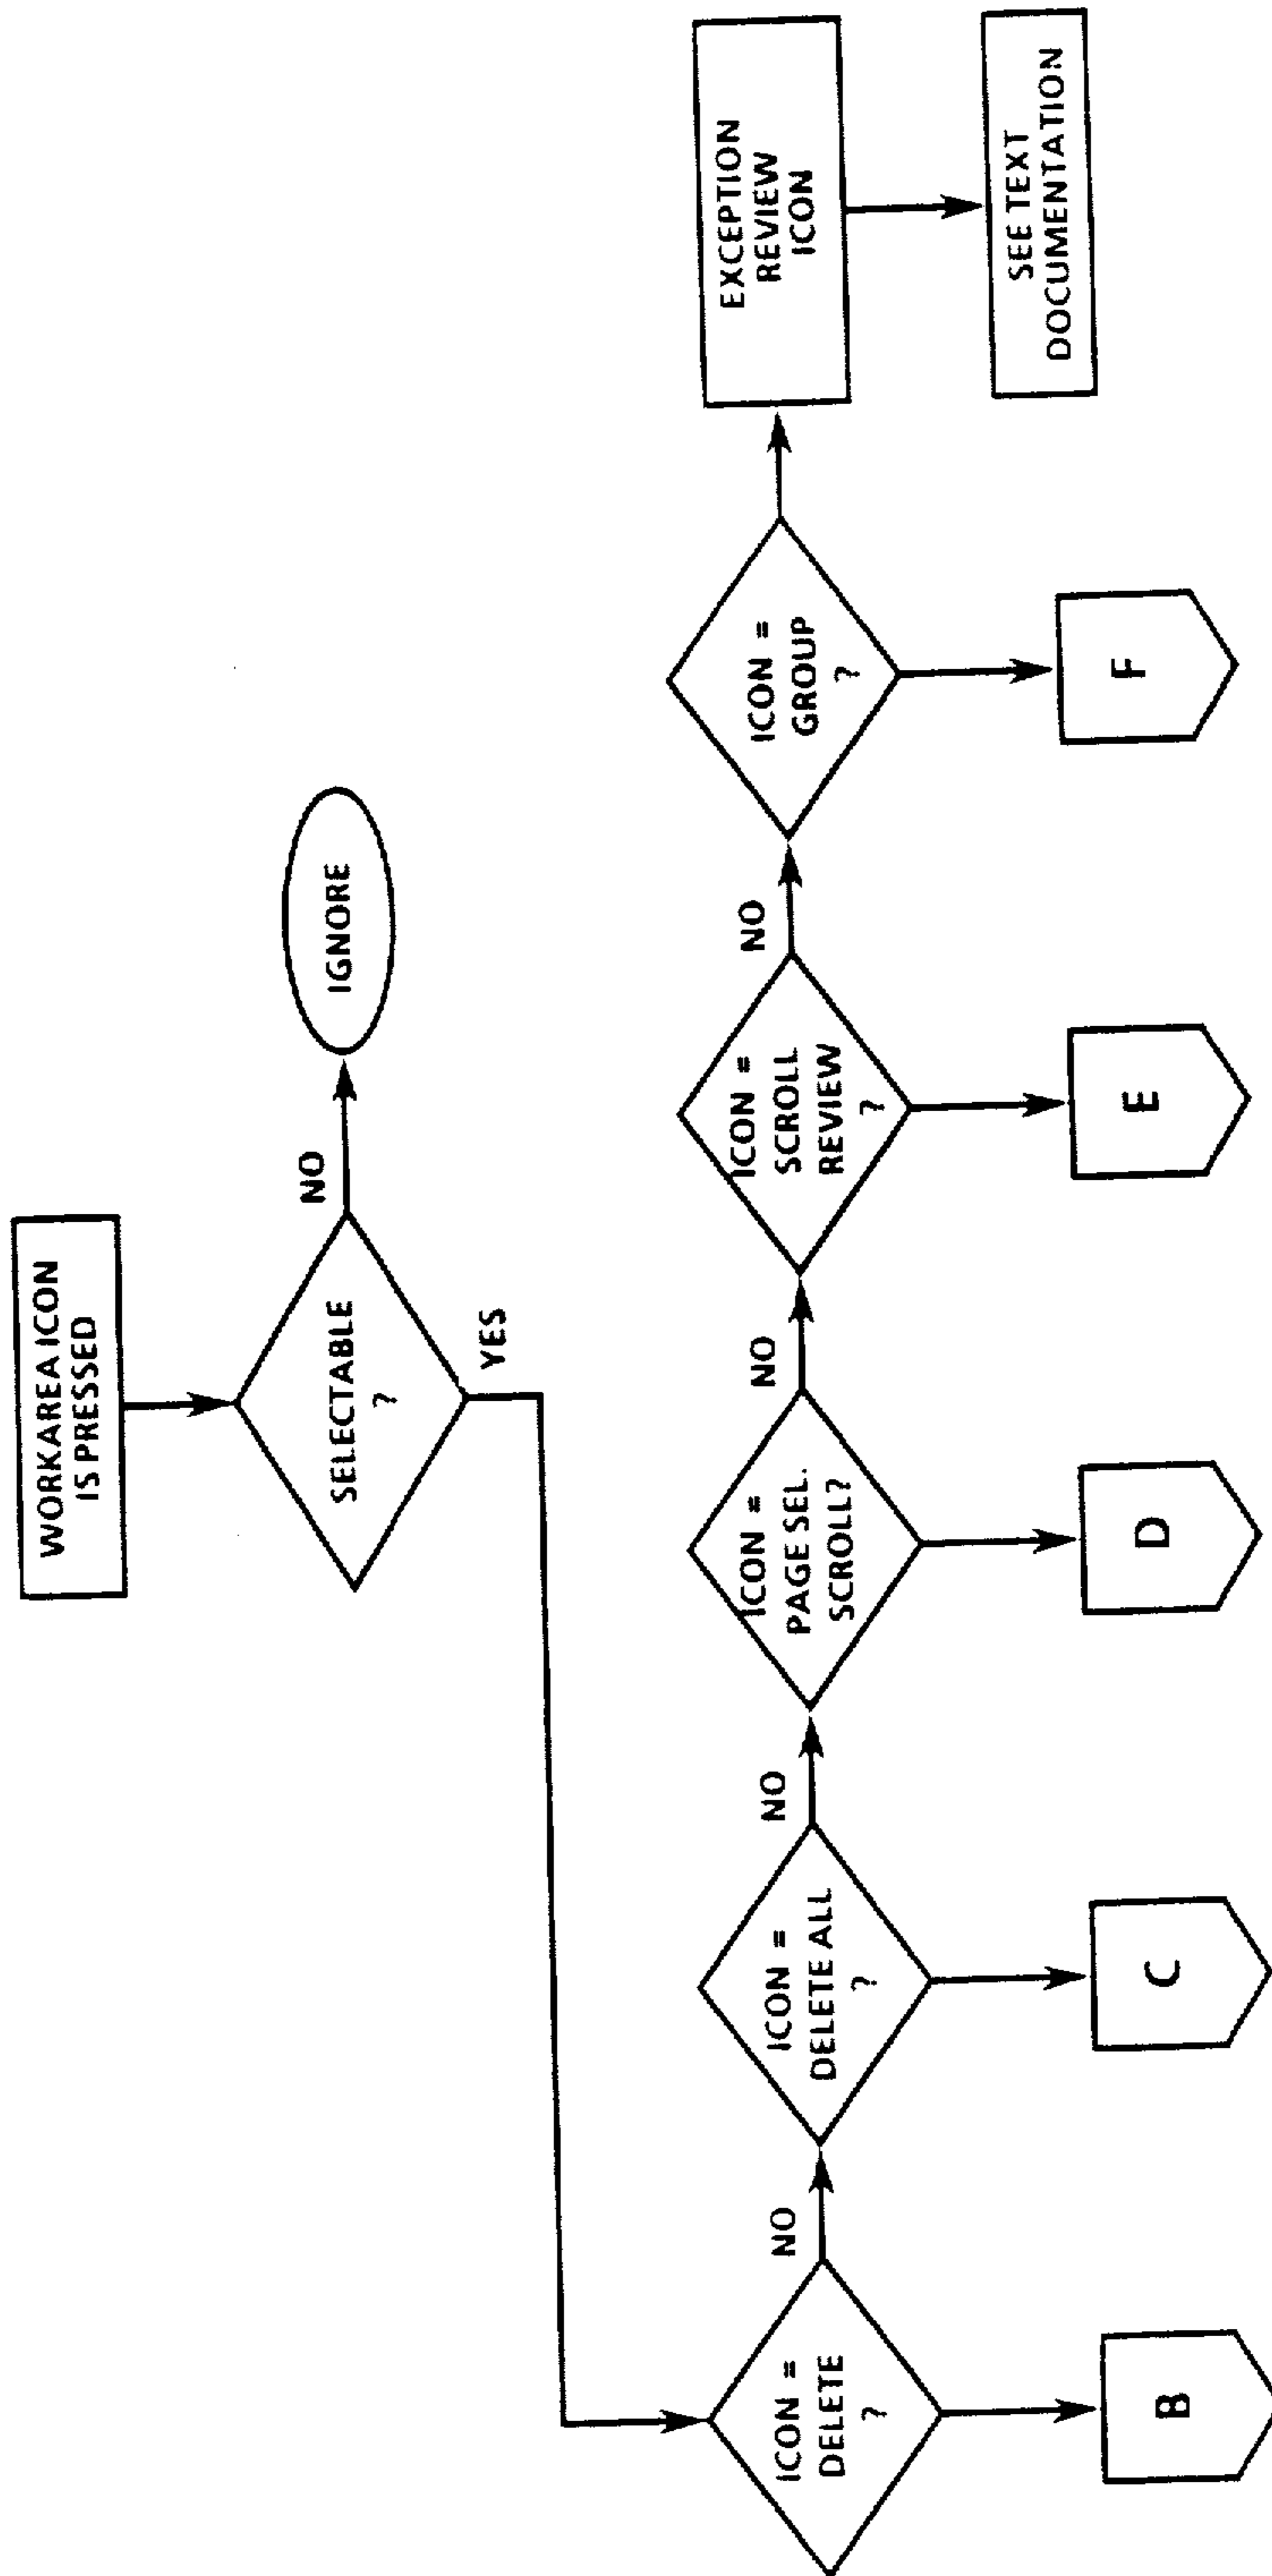 WORKAREA ICON
IS PRESSED
SELECTABLE
?
NO
IGNORE
YES
ICON =
DELETE
?
NO
B
ICON =
DELETE ALL
?
NO
C
ICON =
PAGE SEL.
SCROLL?
NO
D
ICON =
SCROLL
REVIEW
?
NO
E
ICON =
GROUP
?
F
EXCEPTION
REVIEW
ICON
SEE TEXT
DOCUMENTATION